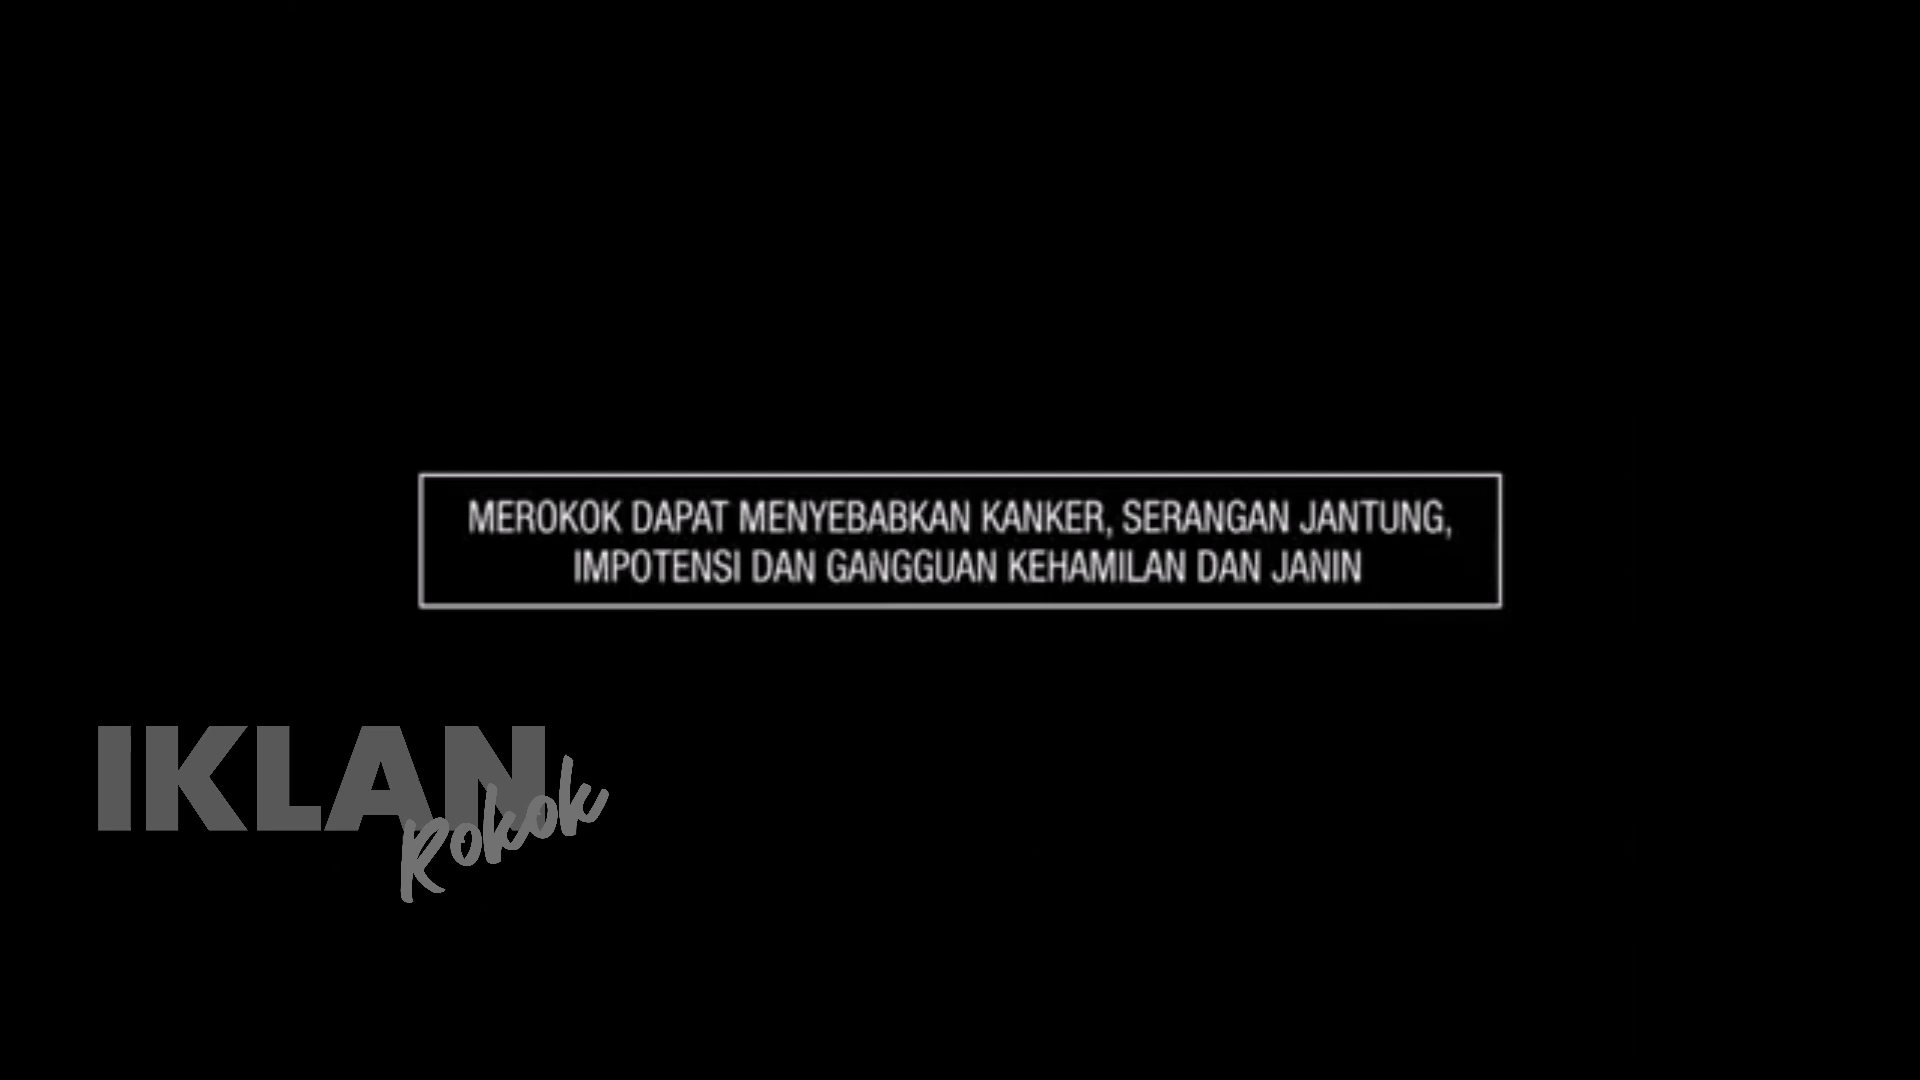 MEROKOK DAPAT MENYEBABKAN KANKER, SERANGAN JANTUNG,
IMPOTENSI DAN GANGGUAN KEHAMILAN DAN JANIN
IKLAN
Rokok